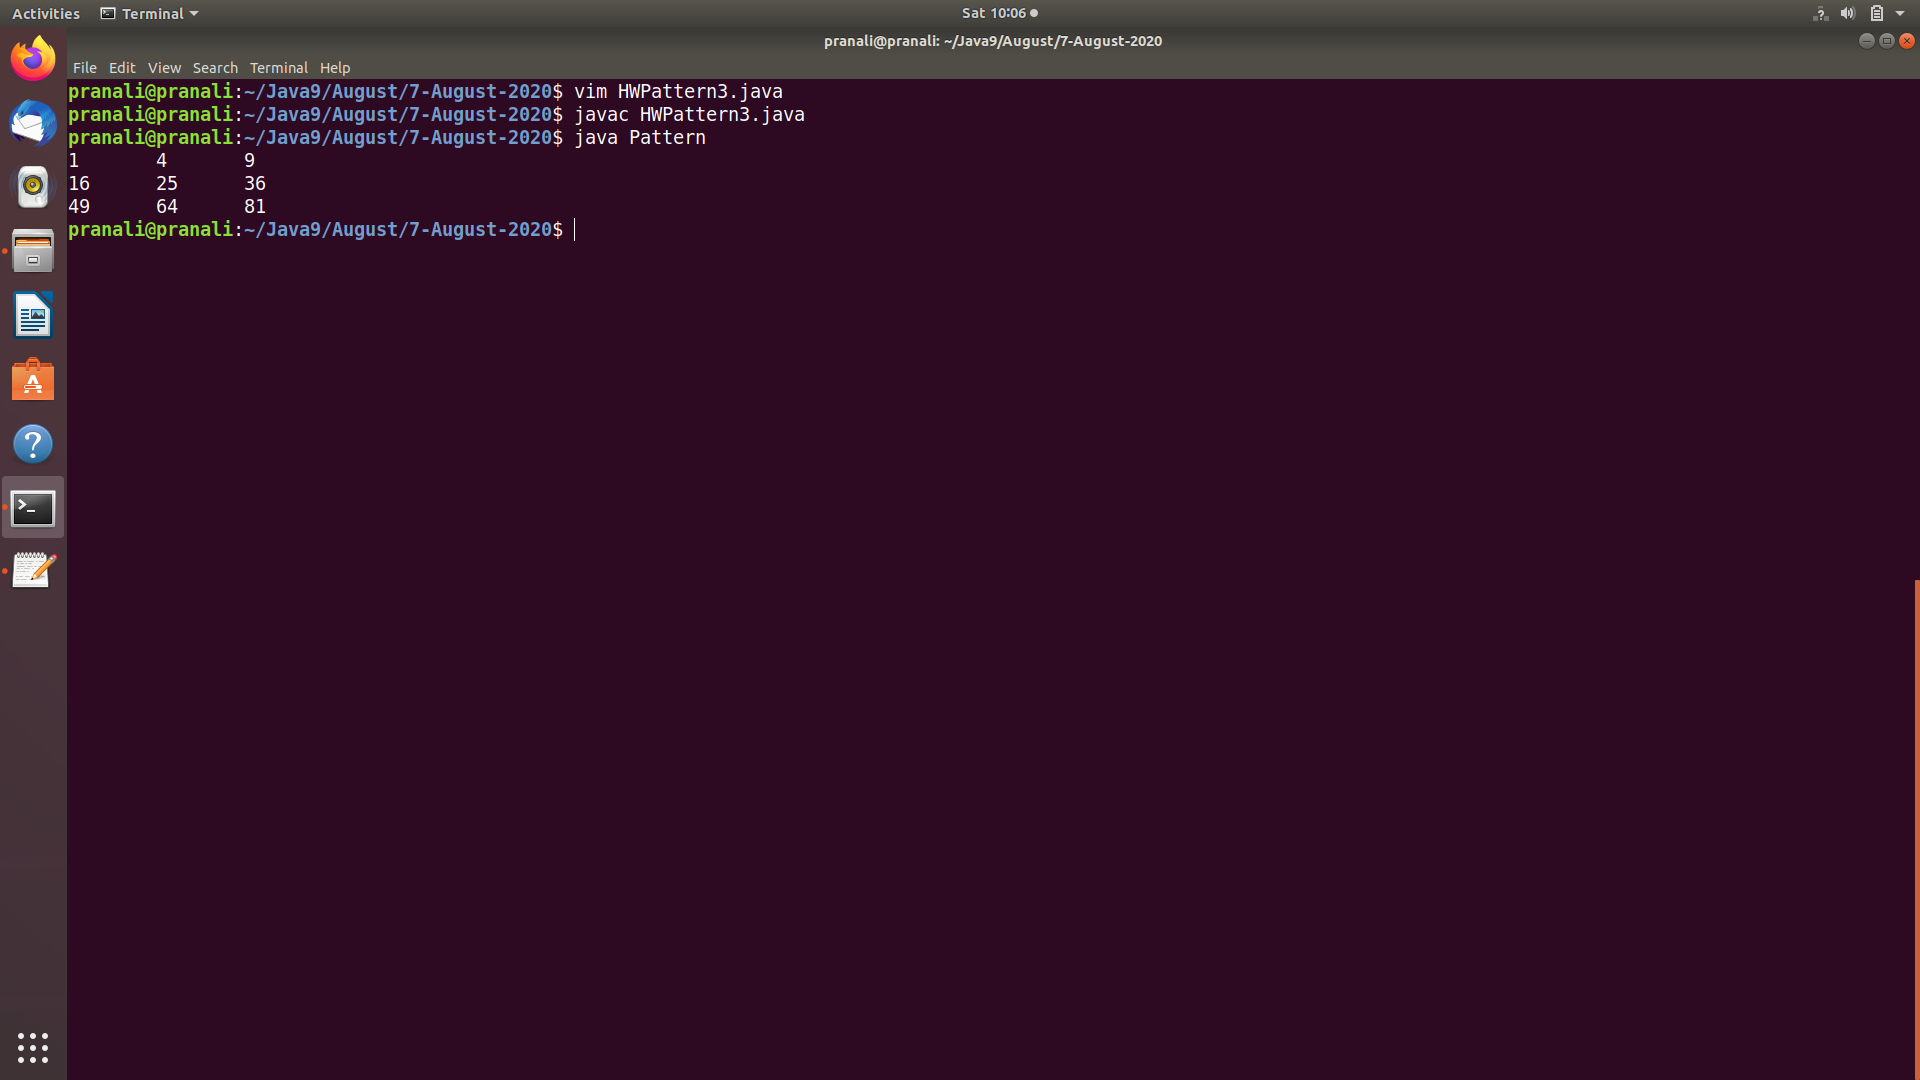 Activities Terminal Sat 10:06
pranali@pranali: ~/Java9/August/7-August-2020
File Edit View Search Terminal Help
pranali@pranali:~/Java9/August/7-August-2020$ vim HWPattern3.java
pranali@pranali:~/Java9/August/7-August-2020$ javac HWPattern3.java
pranali@pranali:~/Java9/August/7-August-2020$ java Pattern
1 4 9
16 25 36
49 64 81
pranali@pranali:~/Java9/August/7-August-2020$